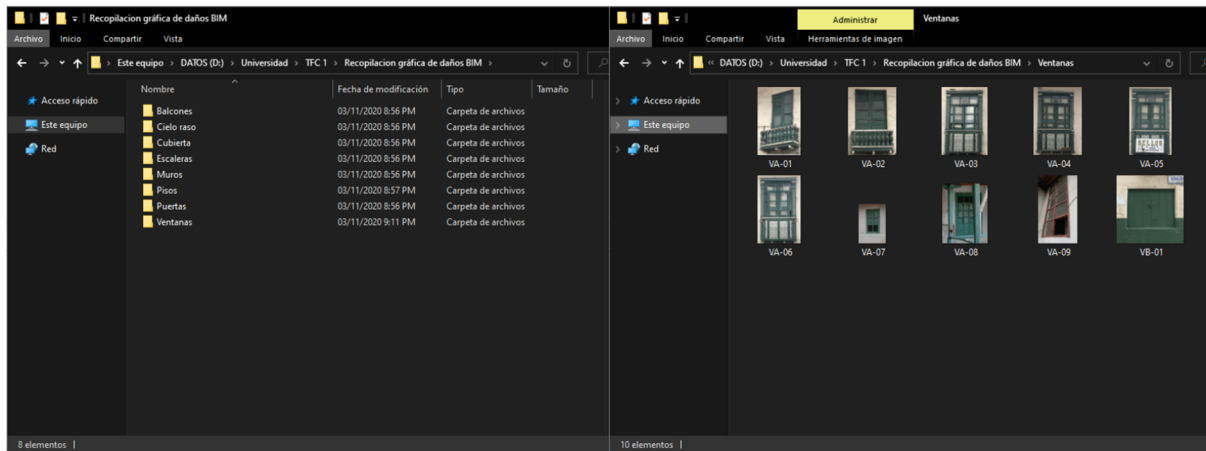 Recopilacion gráfica de daños BIM
Archivo Inicio Compartir Vista
Este equipo > DATOS (D:) > Universidad > TFC 1 > Recopilación gráfica de daños BIM >
Acceso rápido
Este equipo
Red
Nombre Fecha de modificación Tipo Tamaño
Balcones 03/11/2020 8:56 PM Carpeta de archivos
Cielo raso 03/11/2020 8:56 PM Carpeta de archivos
Cubierta 03/11/2020 8:56 PM Carpeta de archivos
Escaleras 03/11/2020 8:56 PM Carpeta de archivos
Muros 03/11/2020 8:56 PM Carpeta de archivos
Pisos 03/11/2020 8:57 PM Carpeta de archivos
Puertas 03/11/2020 8:56 PM Carpeta de archivos
Ventanas 03/11/2020 9:11 PM Carpeta de archivos
8 elementos
Administrar Ventanas
Archivo Inicio Compartir Vista Herramientas de imagen
« DATOS (D:) > Universidad > TFC 1 > Recopilación gráfica de daños BIM > Ventanas
Acceso rápido
Este equipo
Red
VA-01 VA-02 VA-03 VA-04 VA-05
VA-06 VA-07 VA-08 VA-09 VB-01
10 elementos